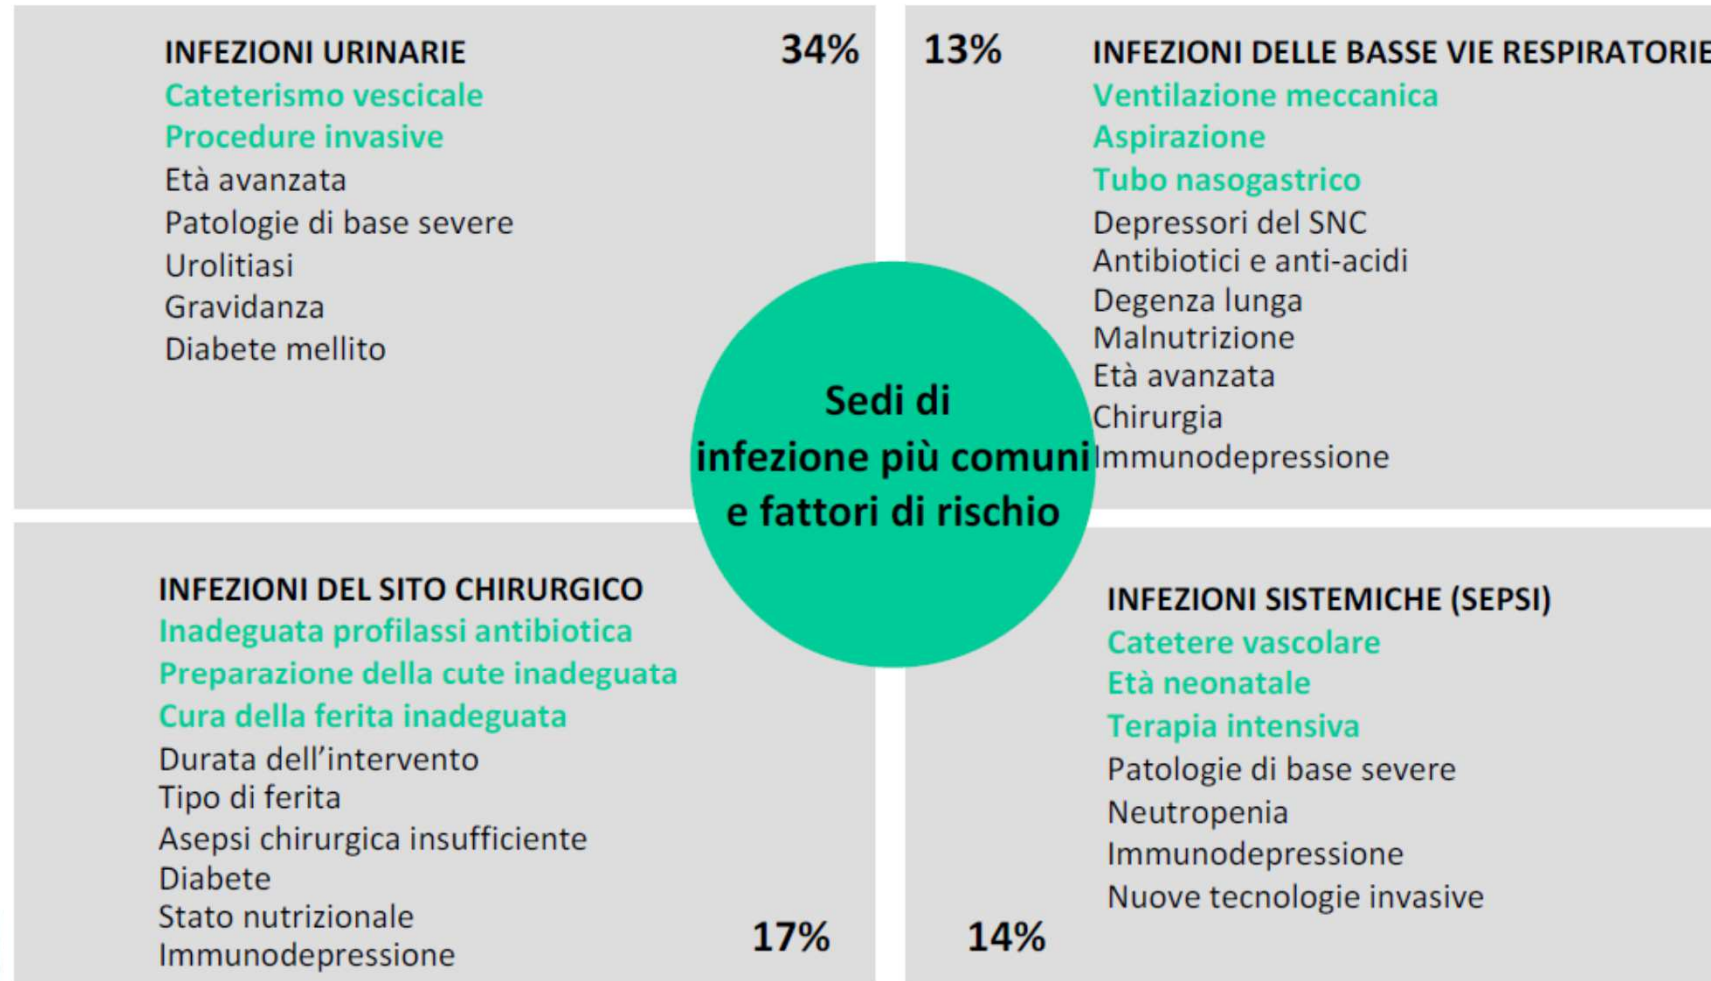 INFEZIONI URINARIE
34%
Cateterismo vescicale
Procedure invasive
Età avanzata
Patologie di base severe
Urolitiasi
Gravidanza
Diabete mellito
13%
INFEZIONI DELLE BASSE VIE RESPIRATORIE
Ventilazione meccanica
Aspirazione
Tubo nasogastrico
Depressori del SNC
Antibiotici e anti-acidi
Degenza lunga
Malnutrizione
Età avanzata
Chirurgia
Immunodepressione
Sedi di
infezione più comuni
e fattori di rischio
INFEZIONI DEL SITO CHIRURGICO
Inadeguata profilassi antibiotica
Preparazione della cute inadeguata
Cura della ferita inadeguata
Durata dell’intervento
Tipo di ferita
Asepsi chirurgica insufficiente
Diabete
Stato nutrizionale
Immunodepressione
17%
INFEZIONI SISTEMICHE (SEPSI)
Catetere vascolare
Età neonatale
Terapia intensiva
Patologie di base severe
Neutropenia
Immunodepressione
Nuove tecnologie invasive
14%